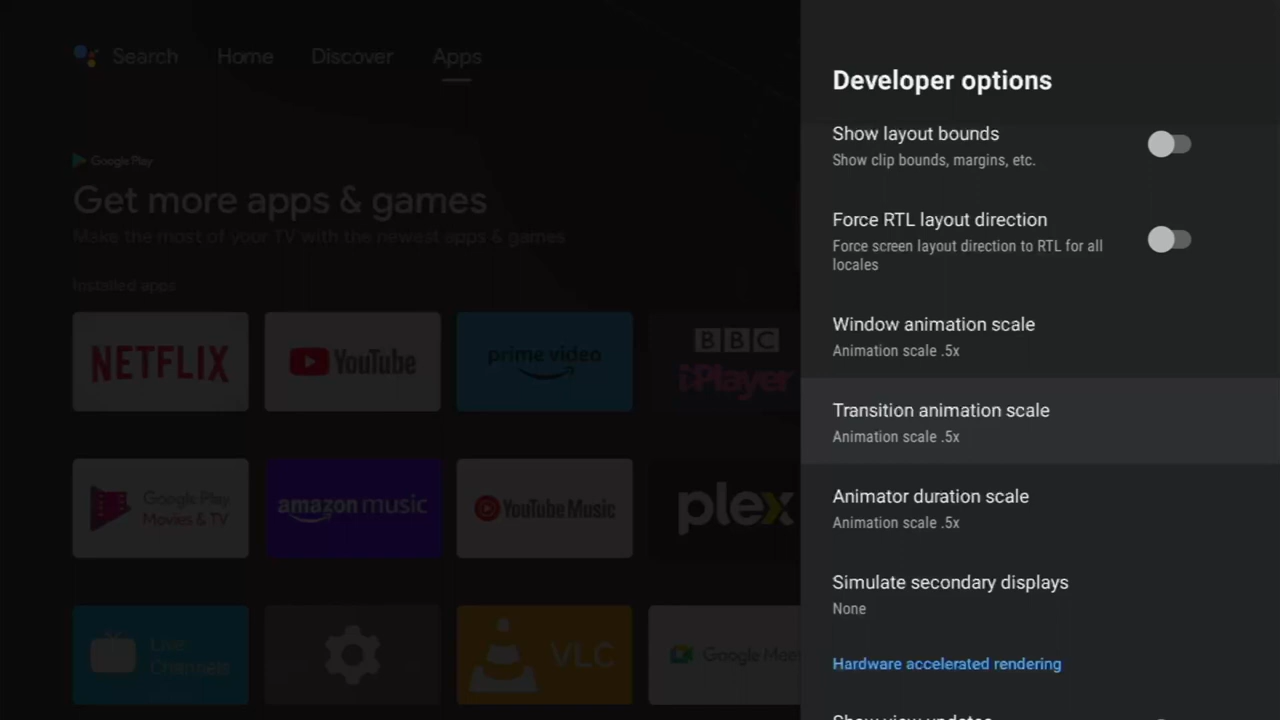 Search Home Discover Apps
Google Play
Get more apps & games
Make the most of your TV with the newest apps & games
Installed apps
NETFLIX
YouTube
prime video
BBC
iPlayer
Google Play
Movies & TV
amazon music
YouTube Music
plex
Live
Channels
VLC
Google Meet
Developer options
Show layout bounds
Show clip bounds, margins, etc.
Force RTL layout direction
Force screen layout direction to RTL for all
locales
Window animation scale
Animation scale .5x
Transition animation scale
Animation scale .5x
Animator duration scale
Animation scale .5x
Simulate secondary displays
None
Hardware accelerated rendering
Show view updates